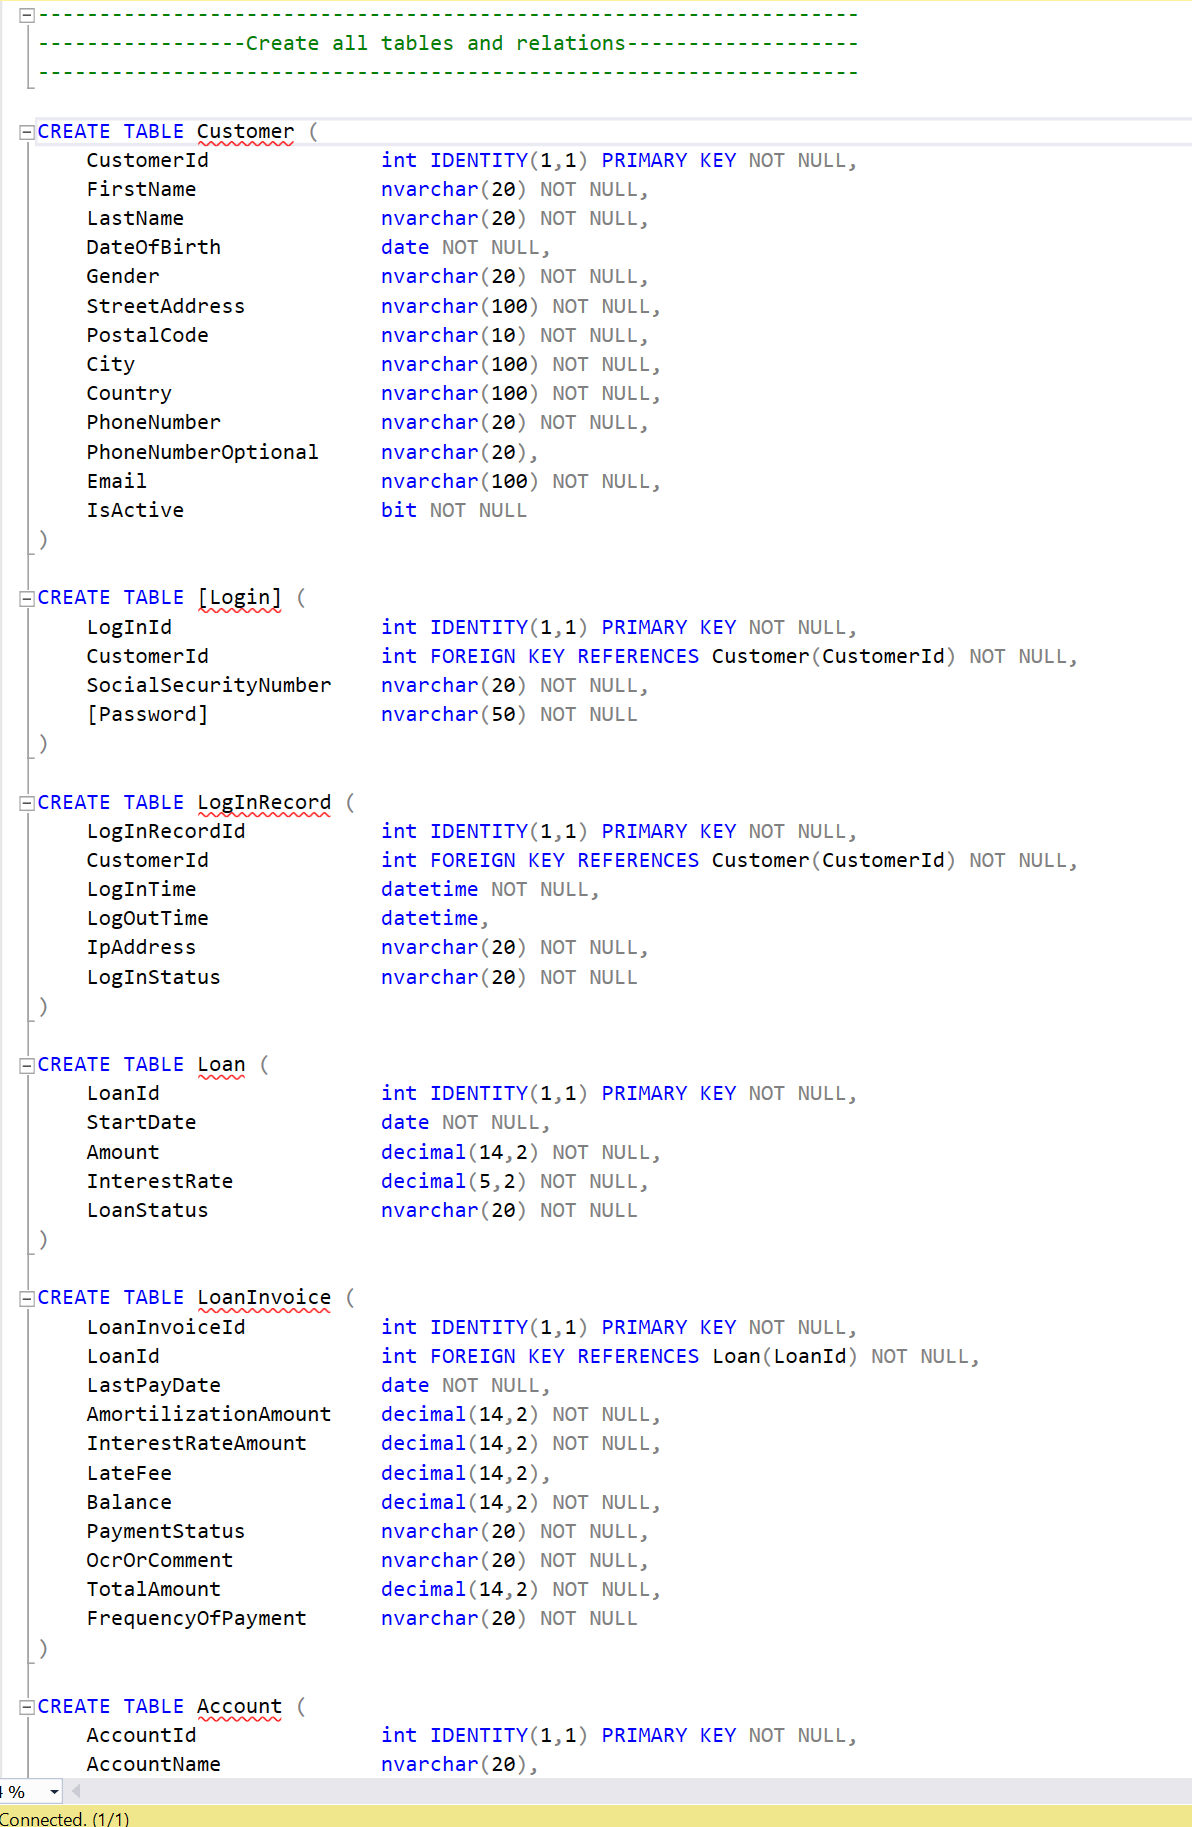 -------------------------------------------------------------------
-----------------Create all tables and relations-------------------
-------------------------------------------------------------------
CREATE TABLE Customer (
CustomerId int IDENTITY(1,1) PRIMARY KEY NOT NULL,
FirstName nvarchar(20) NOT NULL,
LastName nvarchar(20) NOT NULL,
DateOfBirth date NOT NULL,
Gender nvarchar(20) NOT NULL,
StreetAddress nvarchar(100) NOT NULL,
PostalCode nvarchar(10) NOT NULL,
City nvarchar(100) NOT NULL,
Country nvarchar(100) NOT NULL,
PhoneNumber nvarchar(20) NOT NULL,
PhoneNumberOptional nvarchar(20),
Email nvarchar(100) NOT NULL,
IsActive bit NOT NULL
)
CREATE TABLE [Login] (
LogInId int IDENTITY(1,1) PRIMARY KEY NOT NULL,
CustomerId int FOREIGN KEY REFERENCES Customer(CustomerId) NOT NULL,
SocialSecurityNumber nvarchar(20) NOT NULL,
[Password] nvarchar(50) NOT NULL
)
CREATE TABLE LogInRecord (
LogInRecordId int IDENTITY(1,1) PRIMARY KEY NOT NULL,
CustomerId int FOREIGN KEY REFERENCES Customer(CustomerId) NOT NULL,
LogInTime datetime NOT NULL,
LogOutTime datetime,
IpAddress nvarchar(20) NOT NULL,
LogInStatus nvarchar(20) NOT NULL
)
CREATE TABLE Loan (
LoanId int IDENTITY(1,1) PRIMARY KEY NOT NULL,
StartDate date NOT NULL,
Amount decimal(14,2) NOT NULL,
InterestRate decimal(5,2) NOT NULL,
LoanStatus nvarchar(20) NOT NULL
)
CREATE TABLE LoanInvoice (
LoanInvoiceId int IDENTITY(1,1) PRIMARY KEY NOT NULL,
LoanId int FOREIGN KEY REFERENCES Loan(LoanId) NOT NULL,
LastPayDate date NOT NULL,
AmortilizationAmount decimal(14,2) NOT NULL,
InterestRateAmount decimal(14,2) NOT NULL,
LateFee decimal(14,2),
Balance decimal(14,2) NOT NULL,
PaymentStatus nvarchar(20) NOT NULL,
OcrOrComment nvarchar(20) NOT NULL,
TotalAmount decimal(14,2) NOT NULL,
FrequencyOfPayment nvarchar(20) NOT NULL
)
CREATE TABLE Account (
AccountId int IDENTITY(1,1) PRIMARY KEY NOT NULL,
AccountName nvarchar(20),
%
Connected. (1/1)